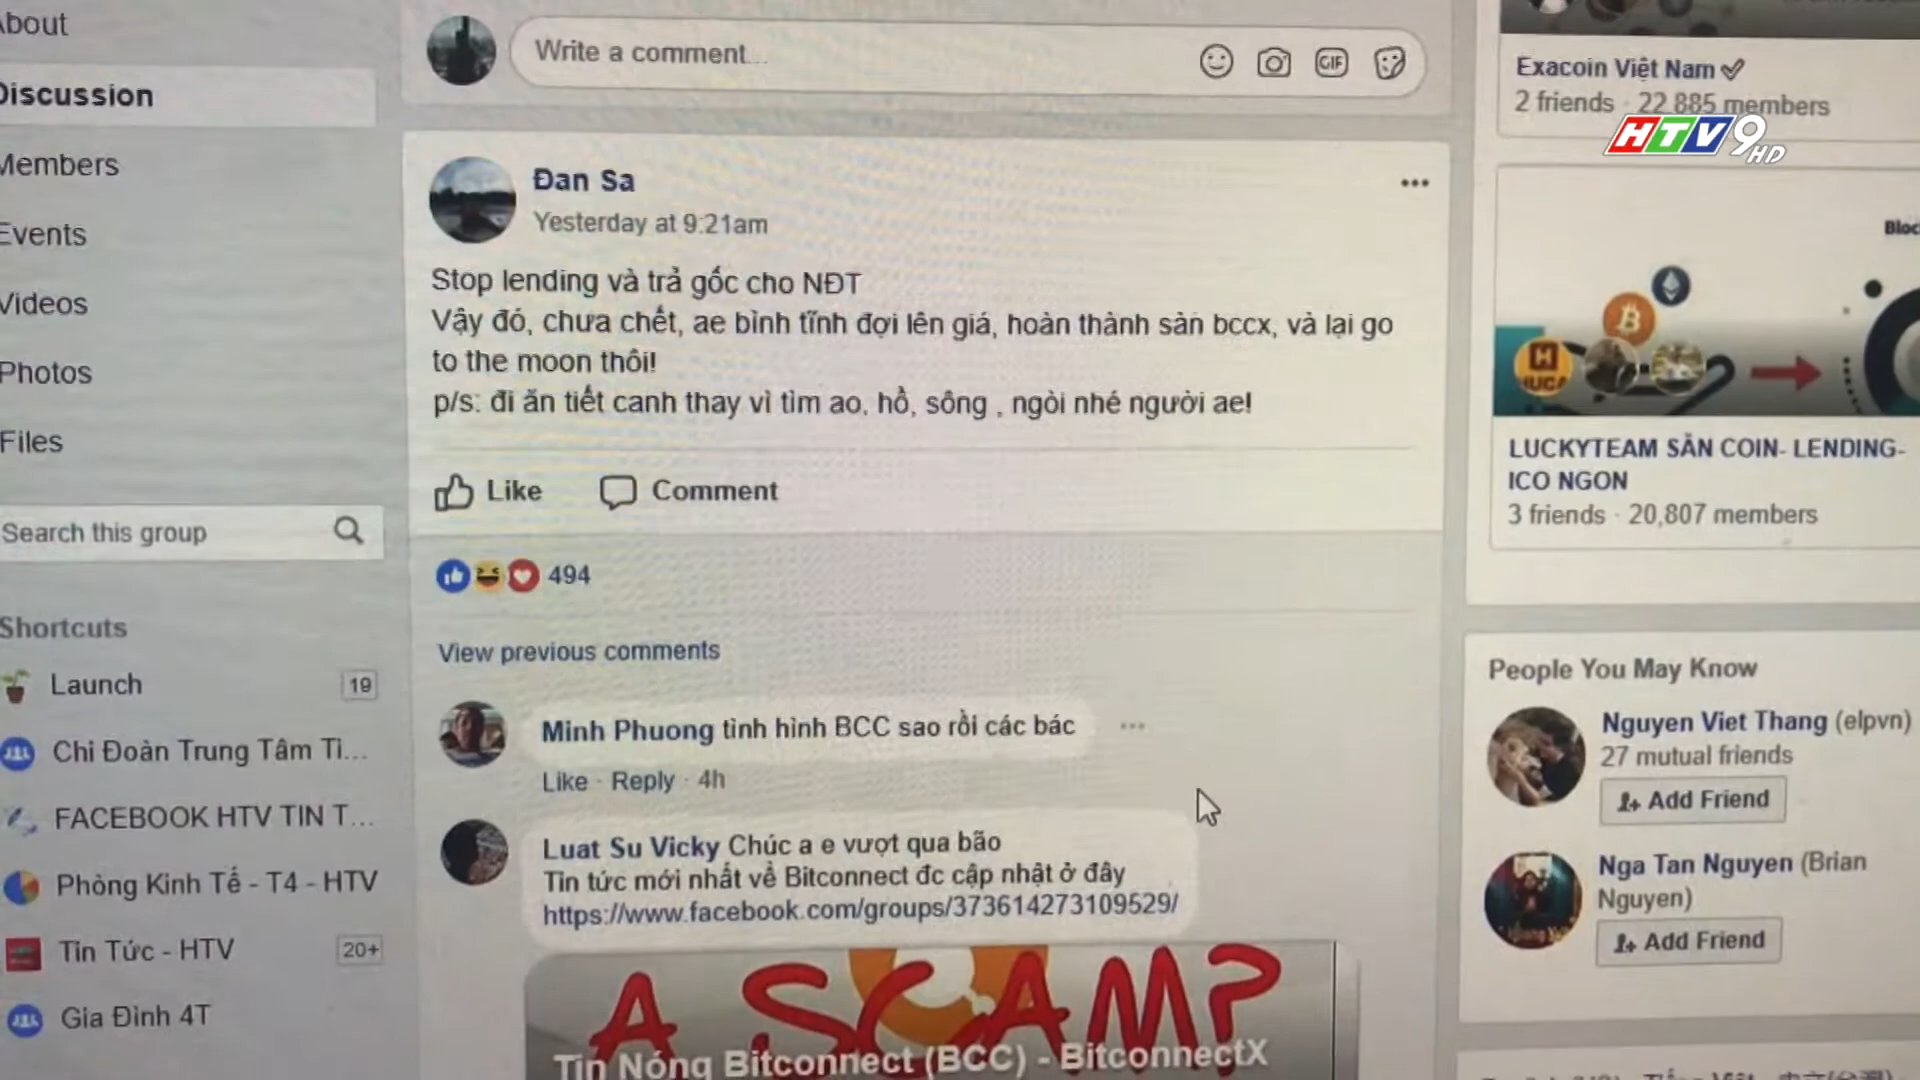 About
Discussion
Members
Events
Videos
Photos
Files
Search this group
Shortcuts
Launch
19
Chi Đoàn Trung Tâm Ti...
FACEBOOK HTV TIN T...
Phòng Kinh Tế - T4 - HTV
Tin Tức - HTV
20+
Gia Đình 4T
Write a comment...
GIF
Đan Sa
Yesterday at 9:21am
Stop lending và trả gốc cho NĐT
Vậy đó, chưa chết, ae bình tĩnh đợi lên giá, hoàn thành sàn bccx, và lại go
to the moon thôi!
p/s: đi ăn tiết canh thay vì tìm ao, hồ, sông , ngòi nhé người ae!
Like
Comment
494
View previous comments
Minh Phuong tình hình BCC sao rồi các bác
Like · Reply · 4h
Luat Su Vicky Chúc a e vượt qua bão
Tin tức mới nhất về Bitconnect đc cập nhật ở đây
https://www.facebook.com/groups/373614273109529/
A SCAM?
Tin Nóng Bitconnect (BCC) - BitconnectX
Exacoin Việt Nam
2 friends · 22,885 members
HTV9 HD
Bloc
LUCKYTEAM SĂN COIN- LENDING-
ICO NGON
3 friends · 20,807 members
People You May Know
Nguyen Viet Thang (elpvn)
27 mutual friends
Add Friend
Nga Tan Nguyen (Brian
Nguyen)
Add Friend